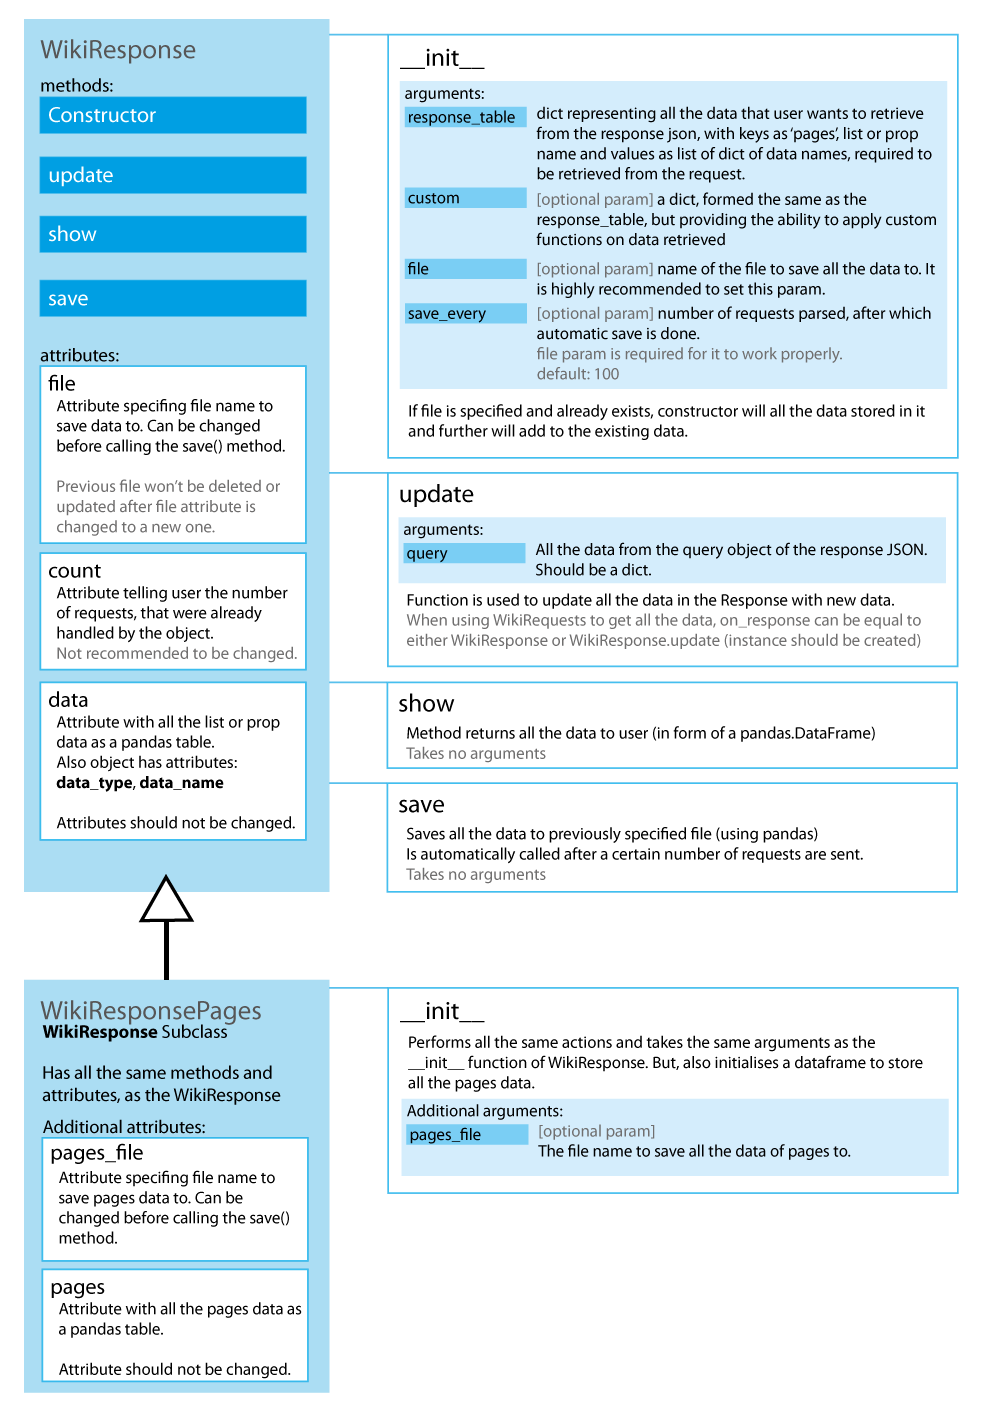 WikiResponse
methods:
Constructor
update
show
save
attributes:
file
Attribute specifing file name to
save data to. Can be changed
before calling the save() method.
Previous file won't be deleted or
updated after file attribute is
changed to a new one.
count
Attribute telling user the number
of requests, that were already
handled by the object.
Not recommended to be changed.
data
Attribute with all the list or prop
data as a pandas table.
Also object has attributes:
data_type, data_name
Attributes should not be changed.
__init__
arguments:
response_table
dict representing all the data that user wants to retrieve
from the response json, with keys as 'pages', list or prop
name and values as list of dict of data names, required to
be retrieved from the request.
custom
[optional param] a dict, formed the same as the
response_table, but providing the ability to apply custom
functions on data retrieved
file
[optional param] name of the file to save all the data to. It
is highly recommended to set this param.
save_every
[optional param] number of requests parsed, after which
automatic save is done.
file param is required for it to work properly.
default: 100
If file is specified and already exists, constructor will all the data stored in it
and further will add to the existing data.
update
arguments:
query
All the data from the query object of the response JSON.
Should be a dict.
Function is used to update all the data in the Response with new data.
When using WikiRequests to get all the data, on_response can be equal to
either WikiResponse or WikiResponse.update (instance should be created)
show
Method returns all the data to user (in form of a pandas.DataFrame)
Takes no arguments
save
Saves all the data to previously specified file (using pandas)
Is automatically called after a certain number of requests are sent.
Takes no arguments
WikiResponsePages
WikiResponse Subclass
Has all the same methods and
attributes, as the WikiResponse
Additional attributes:
pages_file
Attribute specifing file name to
save pages data to. Can be
changed before calling the save()
method.
pages
Attribute with all the pages data as
a pandas table.
Attribute should not be changed.
__init__
Performs all the same actions and takes the same arguments as the
__init__ function of WikiResponse. But, also initialises a dataframe to store
all the pages data.
Additional arguments:
pages_file
[optional param]
The file name to save all the data of pages to.